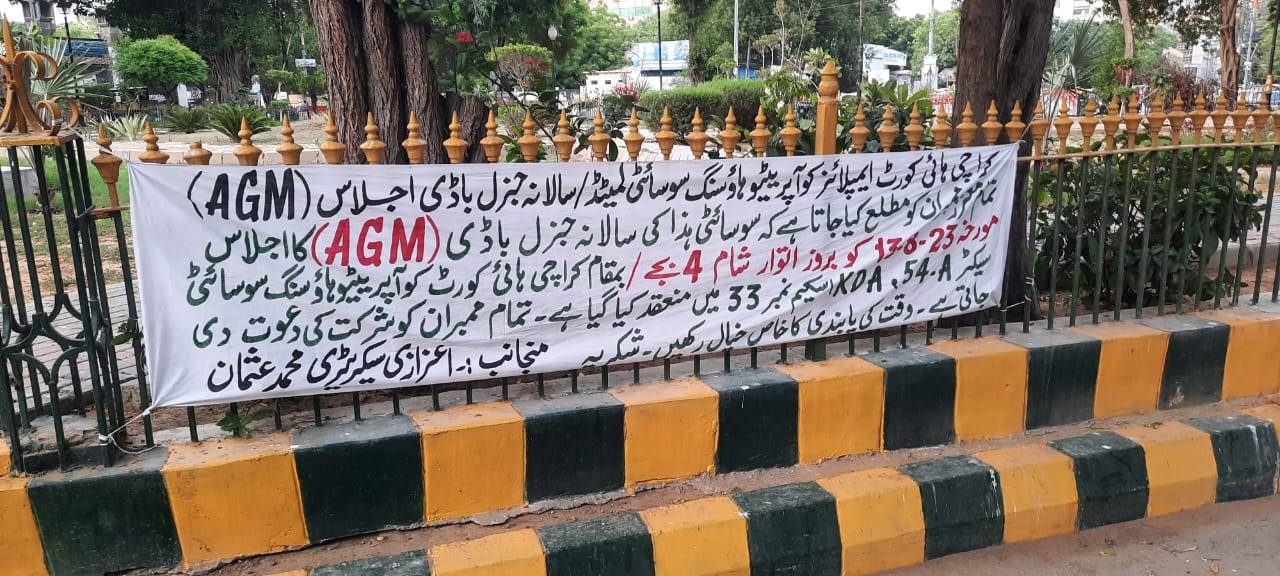 کراچی ہائی کورٹ ایمپلائز کوآپریٹیو ہاؤسنگ سوسائٹی لمیٹڈ/سالانہ جنرل باڈی اجلاس (AGM)
تمام ممبران کو مطلع کیا جاتا ہے کہ سوسائٹی ہذا کی سالانہ جنرل باڈی (AGM) کا اجلاس
مورخہ 23-6-17 کو بروز اتوار شام 4 بجے/بمقام کراچی ہائی کورٹ کوآپریٹیو ہاؤسنگ سوسائٹی
سیکٹر 54.A، KDA اسکیم نمبر 33 میں منعقد کیا گیا ہے۔ تمام ممبران کو شرکت کی دعوت دی
جاتی ہے۔ وقت کی پابندی کا خاص خیال رکھیں۔ شکریہ منجانب :۔ اعزازی سیکریٹری محمد عثمان